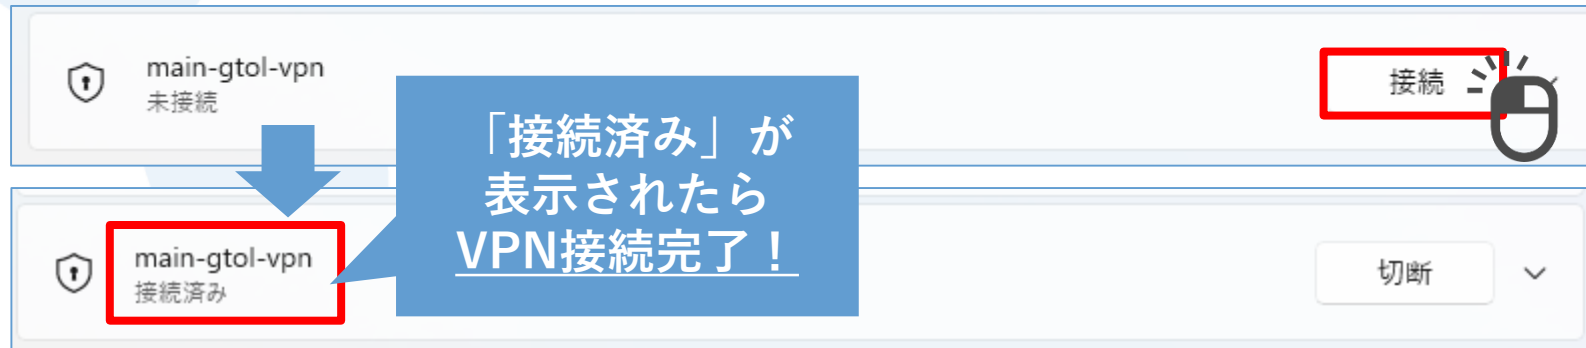 main-gtol-vpn
未接続
接続
「接続済み」が
表示されたら
VPN接続完了！
main-gtol-vpn
接続済み
切断